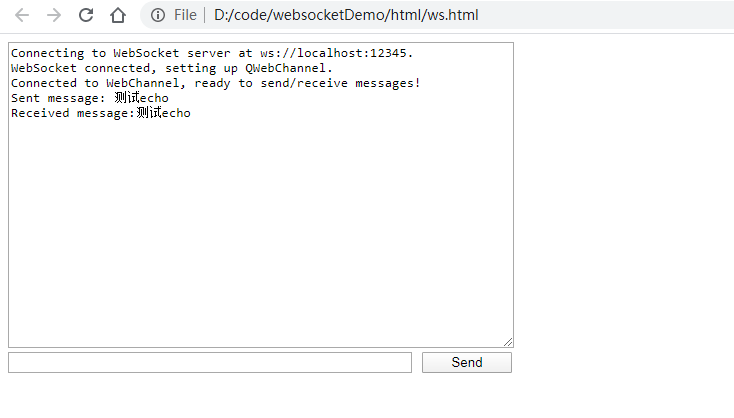 File D:/code/websocketDemo/html/ws.html
Connecting to WebSocket server at ws://localhost:12345.
WebSocket connected, setting up QWebChannel.
Connected to WebChannel, ready to send/receive messages!
Sent message: 测试echo
Received message:测试echo
Send